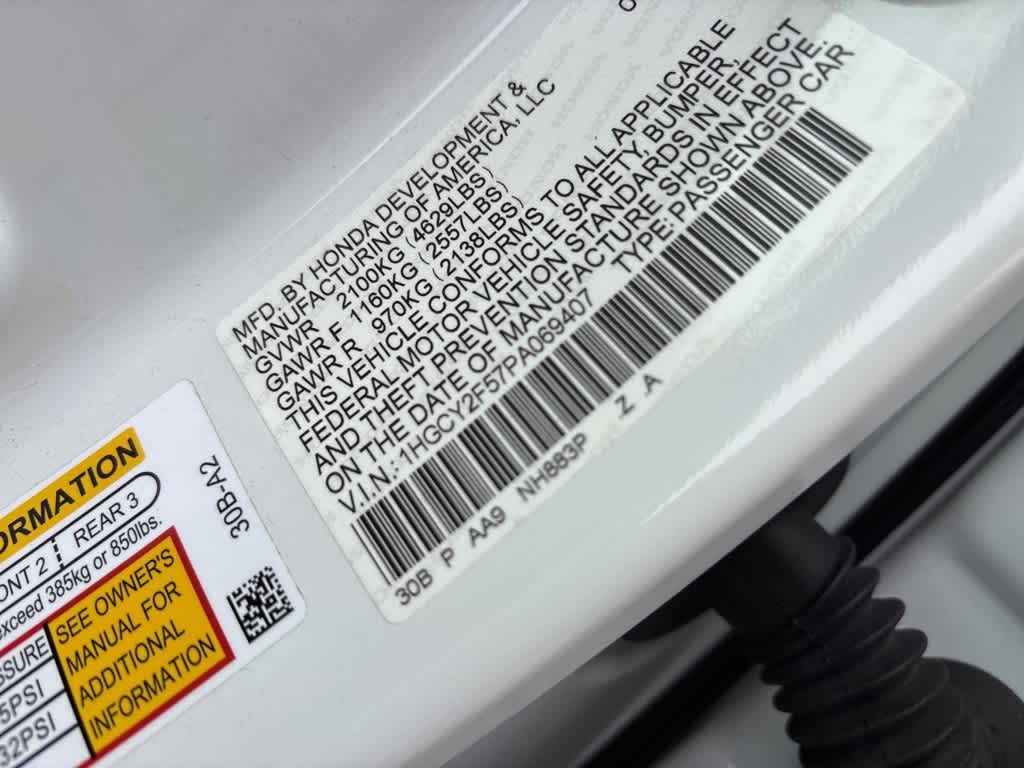 MFD. BY HONDA DEVELOPMENT &
MANUFACTURING OF AMERICA, LLC
GVWR 2100KG (4629LBS)
GAWR F 1160KG (2557LBS)
GAWR R 970KG (2138LBS)
THIS VEHICLE CONFORMS TO ALL APPLICABLE
FEDERAL MOTOR VEHICLE SAFETY, BUMPER,
AND THEFT PREVENTION STANDARDS IN EFFECT
ON THE DATE OF MANUFACTURE SHOWN ABOVE.
V.I.N.:1HGCY2F57PA069407 TYPE:PASSENGER CAR
30B P AA9 NH883P Z A
ORMATION
ONT 2 REAR 3
exceed 385kg or 850lbs.
SSURE
5PSI
32PSI
SEE OWNER'S
MANUAL FOR
ADDITIONAL
INFORMATION
30B-A2